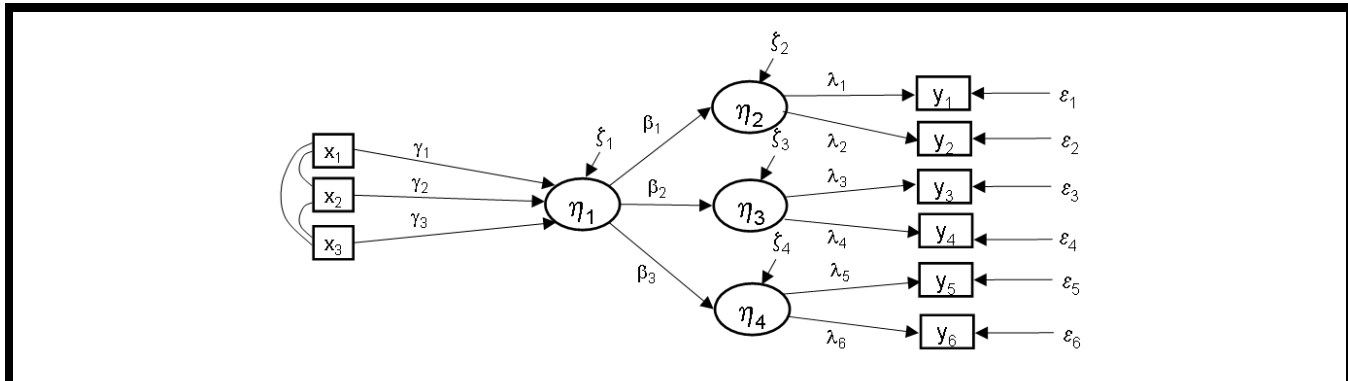 ζ₂
λ₁
y₁
ε₁
η₂
β₁
λ₂
y₂
ε₂
x₁
γ₁
ζ₁
ζ₃
λ₃
y₃
ε₃
x₂
γ₂
η₁
β₂
η₃
x₃
γ₃
λ₄
y₄
ε₄
ζ₄
β₃
λ₅
y₅
ε₅
η₄
λ₆
y₆
ε₆